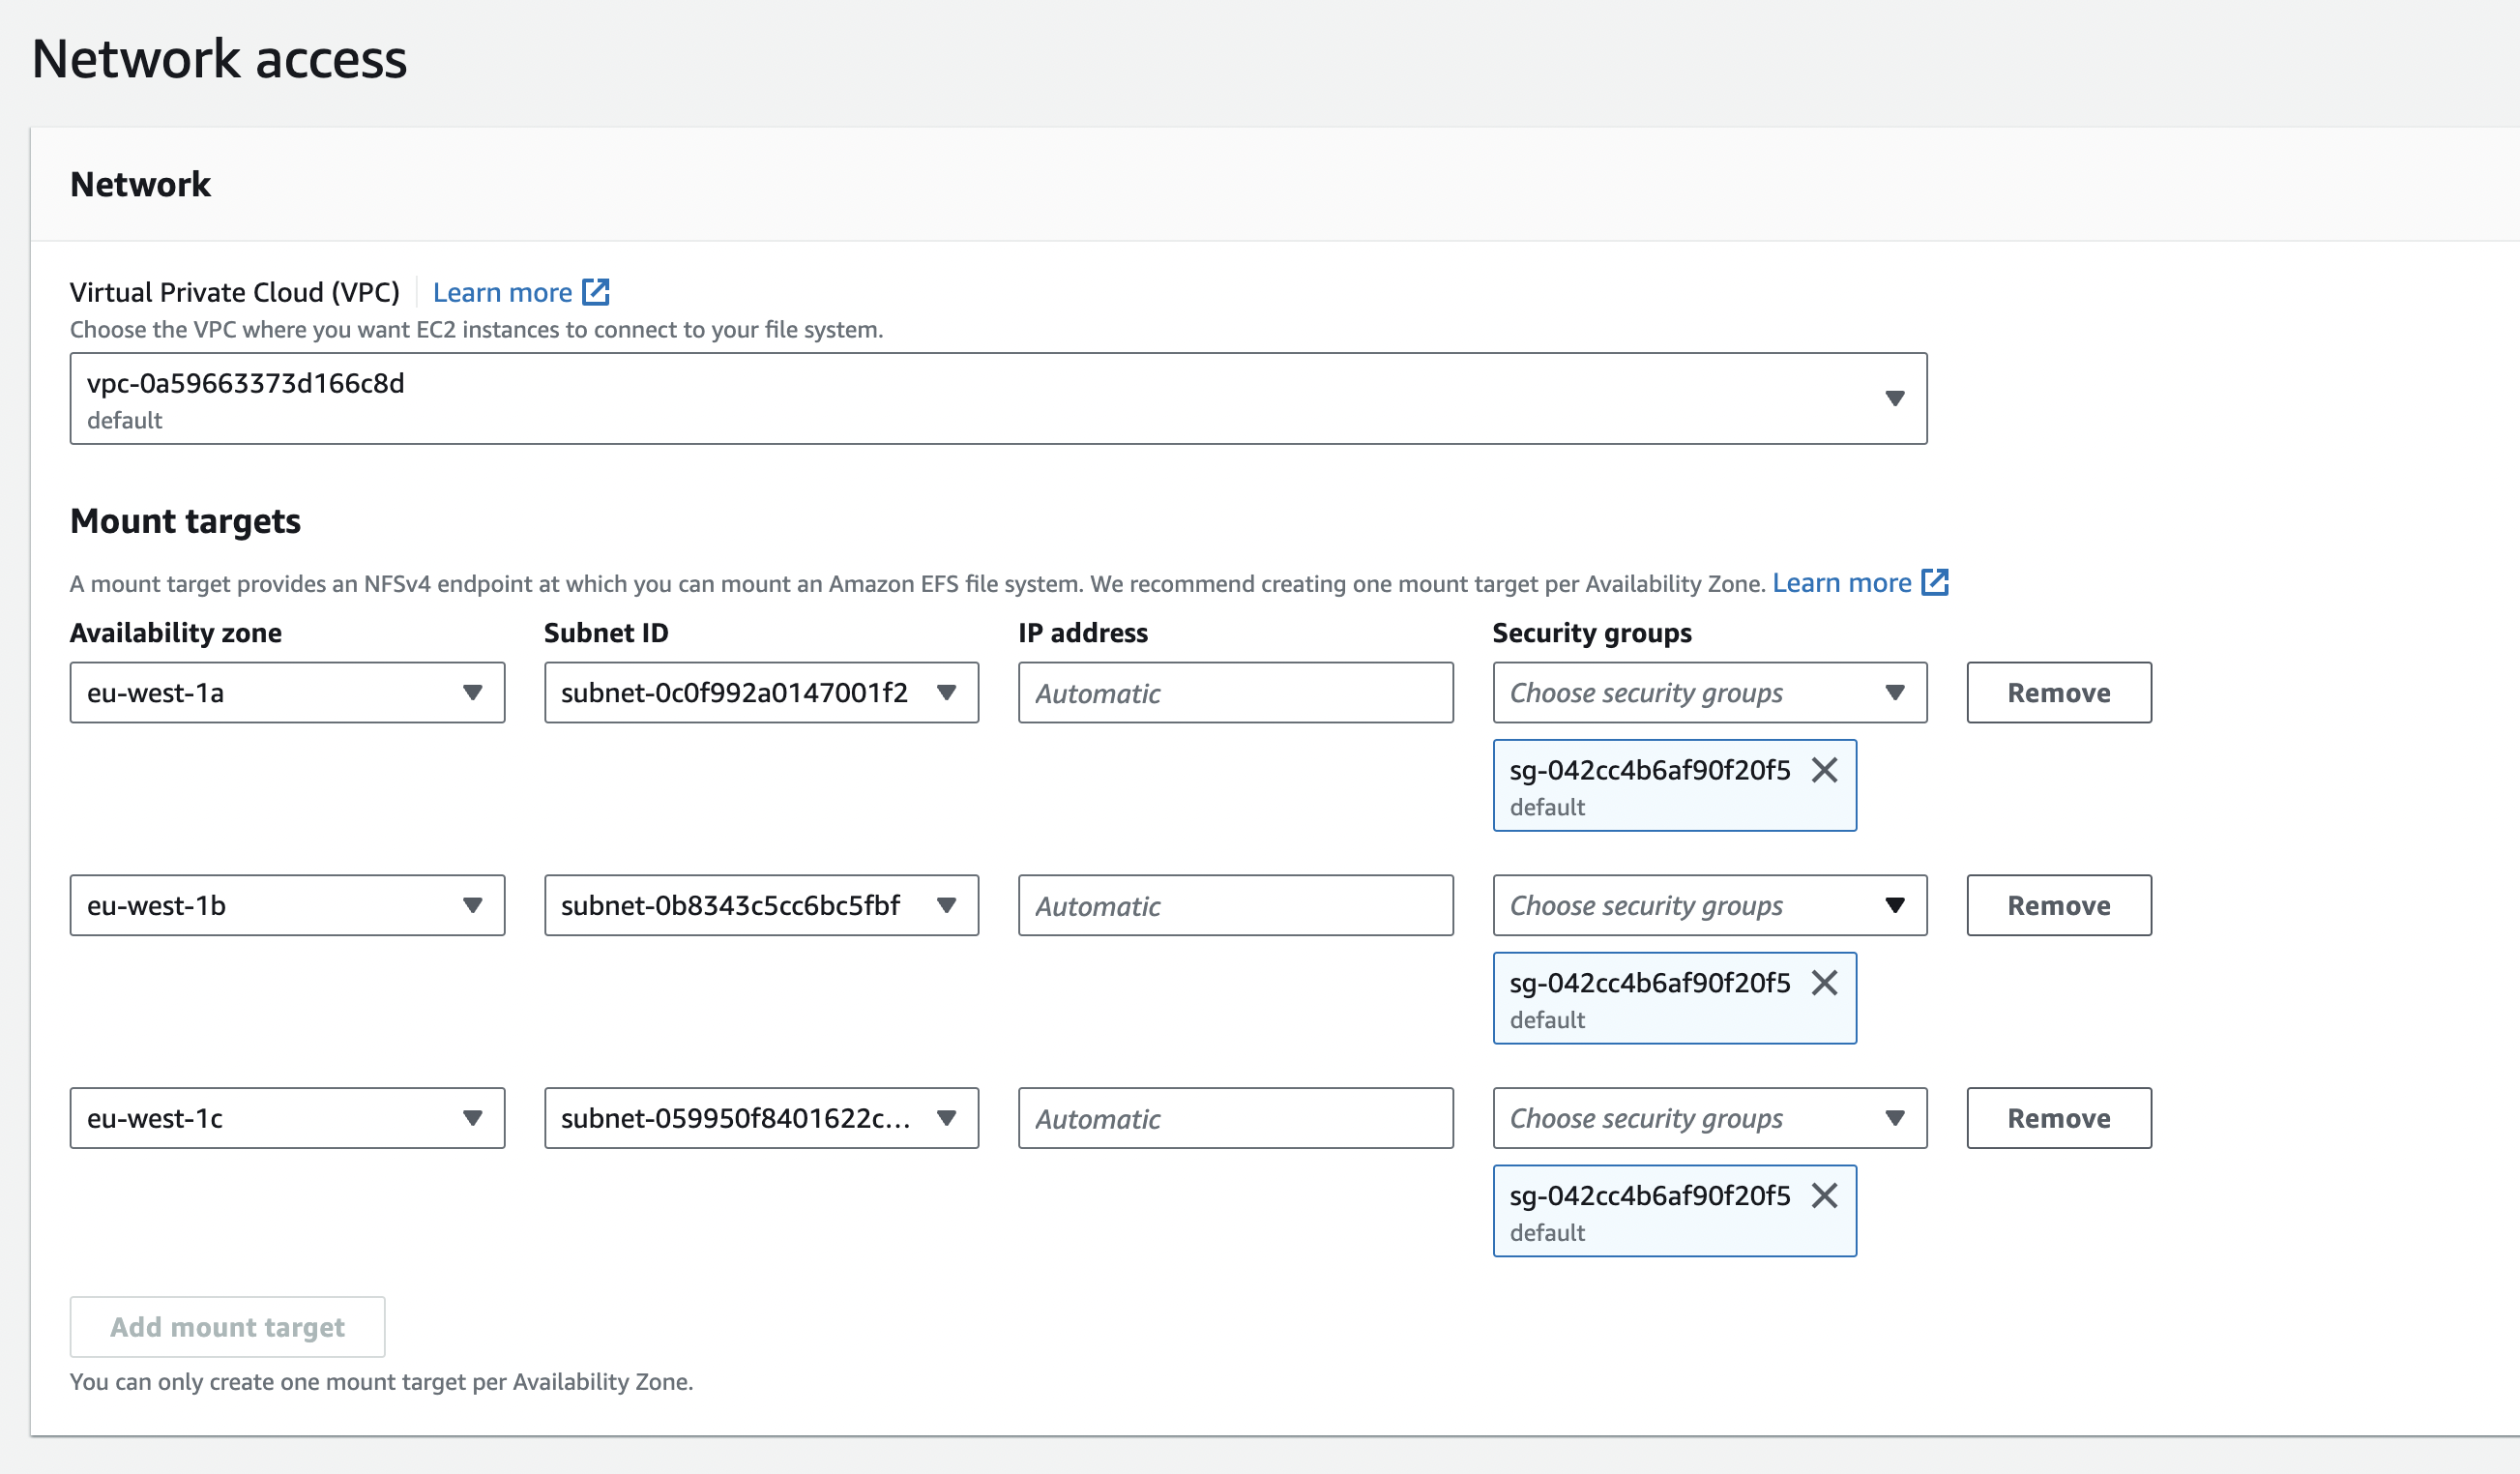 Network access
Network
Virtual Private Cloud (VPC) Learn more
Choose the VPC where you want EC2 instances to connect to your file system.
vpc-0a59663373d166c8d
default
Mount targets
A mount target provides an NFSv4 endpoint at which you can mount an Amazon EFS file system. We recommend creating one mount target per Availability Zone. Learn more
Availability zone Subnet ID IP address Security groups
eu-west-1a subnet-0c0f992a0147001f2 Automatic Choose security groups Remove
sg-042cc4b6af90f20f5
default
eu-west-1b subnet-0b8343c5cc6bc5fbf Automatic Choose security groups Remove
sg-042cc4b6af90f20f5
default
eu-west-1c subnet-059950f8401622c... Automatic Choose security groups Remove
sg-042cc4b6af90f20f5
default
Add mount target
You can only create one mount target per Availability Zone.